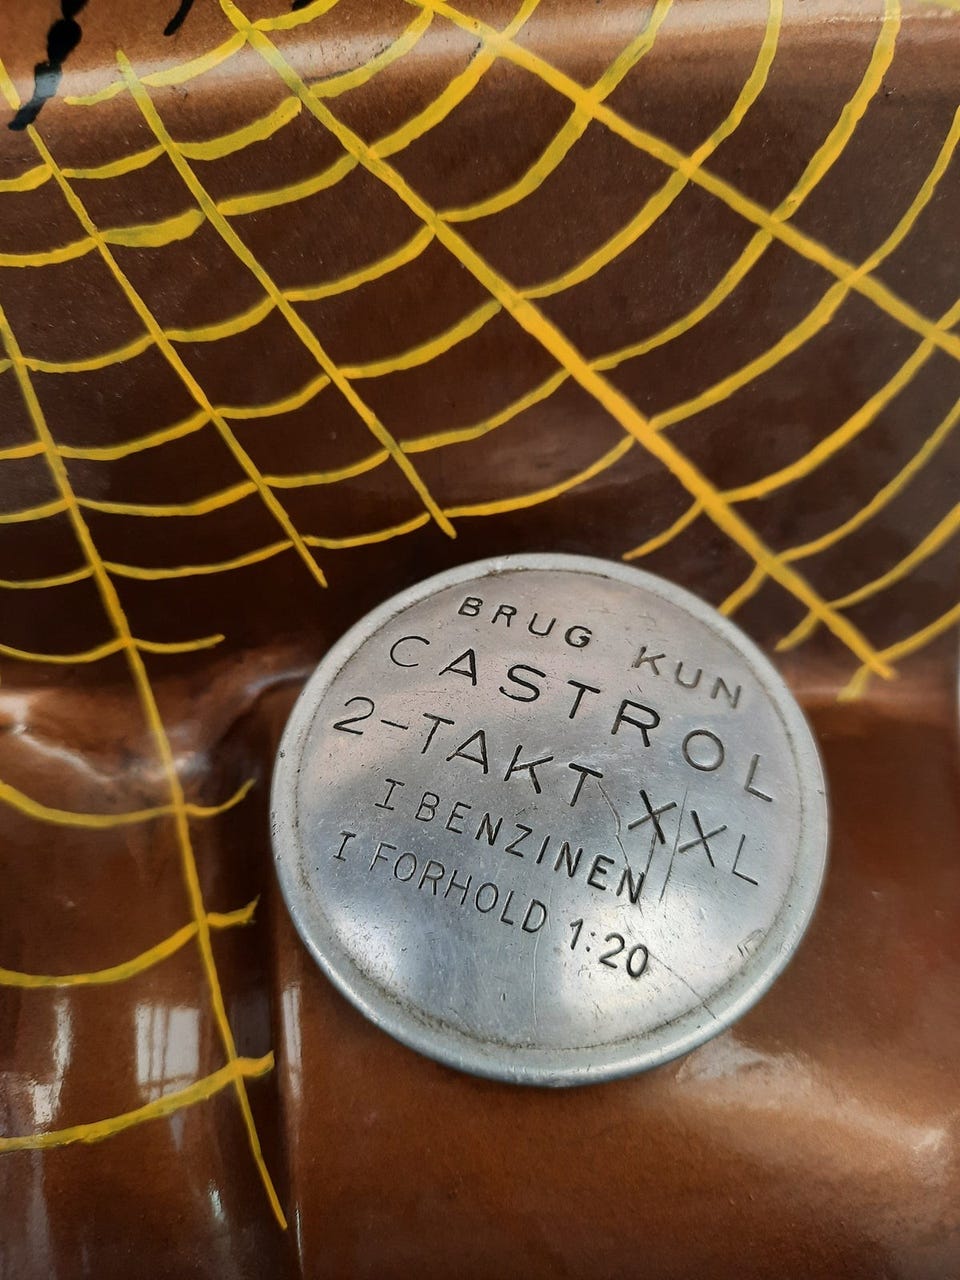 BRUG KUN
CASTROL
2-TAKT XXL
I BENZINEN
I FORHOLD 1:20